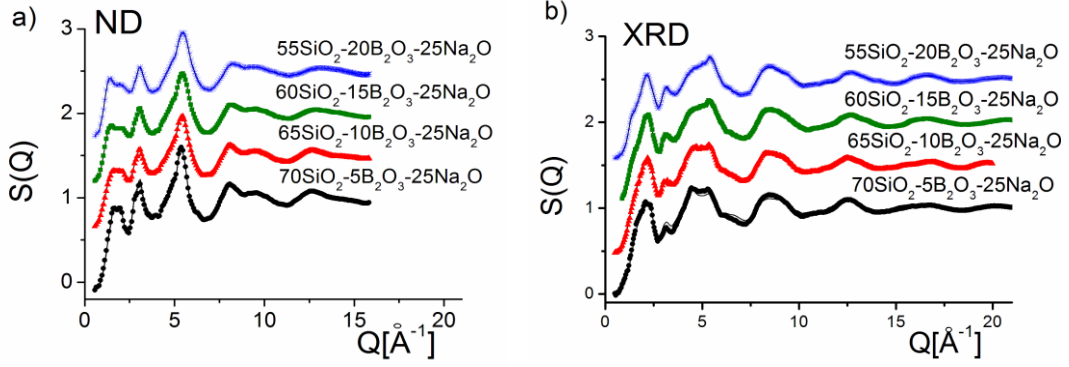 a)
ND
55SiO₂-20B₂O₃-25Na₂O
60SiO₂-15B₂O₃-25Na₂O
65SiO₂-10B₂O₃-25Na₂O
70SiO₂-5B₂O₃-25Na₂O
S(Q)
3
2
1
0
0 5 10 15 20
Q[Å⁻¹]
b)
XRD
55SiO₂-20B₂O₃-25Na₂O
60SiO₂-15B₂O₃-25Na₂O
65SiO₂-10B₂O₃-25Na₂O
70SiO₂-5B₂O₃-25Na₂O
S(Q)
3
2
1
0
0 5 10 15 20
Q[Å⁻¹]